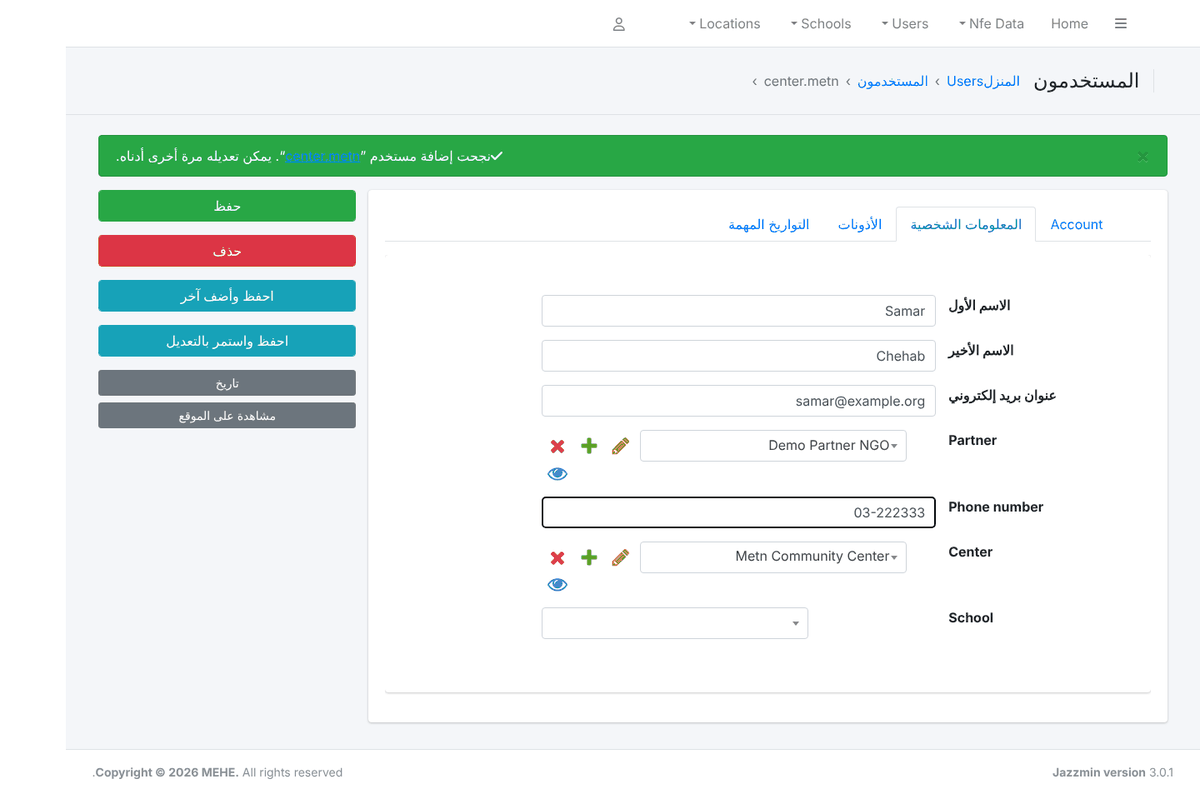 Home Nfe Data Users Schools Locations
المستخدمون
المنزل Users › المستخدمون › center.metn ›
نجحت إضافة مستخدم "center.metn". يمكن تعديله مرة أخرى أدناه. ×
Account المعلومات الشخصية الأذونات التواريخ المهمة
الاسم الأول Samar
الاسم الأخير Chehab
عنوان بريد إلكتروني samar@example.org
Partner Demo Partner NGO
Phone number 03-222333
Center Metn Community Center
School
حفظ
حذف
احفظ وأضف آخر
احفظ واستمر بالتعديل
تاريخ
مشاهدة على الموقع
Jazzmin version 3.0.1
Copyright © 2026 MEHE. All rights reserved.